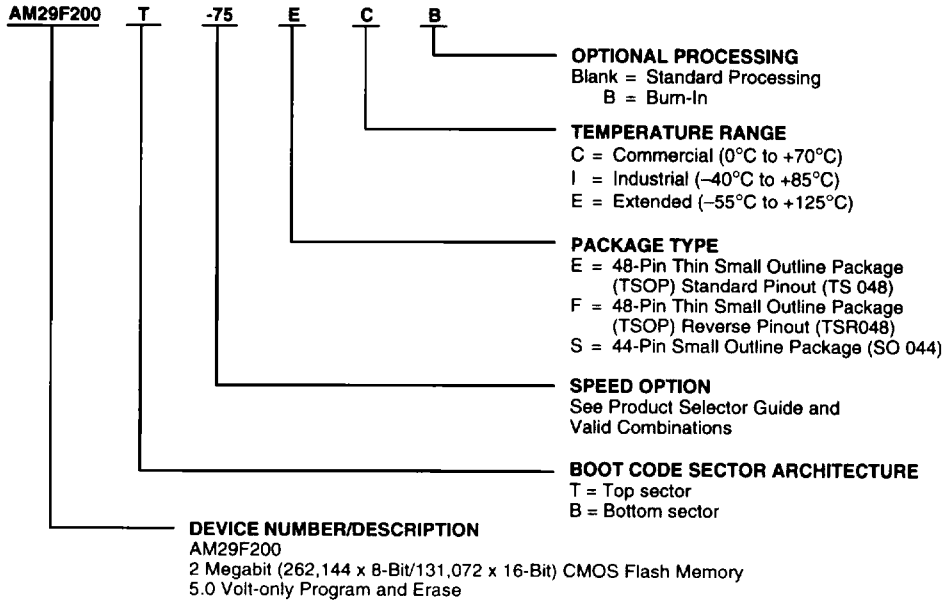 AM29F200 T -75 E C B
OPTIONAL PROCESSING
Blank = Standard Processing
B = Burn-In
TEMPERATURE RANGE
C = Commercial (0°C to +70°C)
I = Industrial (–40°C to +85°C)
E = Extended (–55°C to +125°C)
PACKAGE TYPE
E = 48-Pin Thin Small Outline Package
(TSOP) Standard Pinout (TS 048)
F = 48-Pin Thin Small Outline Package
(TSOP) Reverse Pinout (TSR048)
S = 44-Pin Small Outline Package (SO 044)
SPEED OPTION
See Product Selector Guide and
Valid Combinations
BOOT CODE SECTOR ARCHITECTURE
T = Top sector
B = Bottom sector
DEVICE NUMBER/DESCRIPTION
AM29F200
2 Megabit (262,144 x 8-Bit/131,072 x 16-Bit) CMOS Flash Memory
5.0 Volt-only Program and Erase